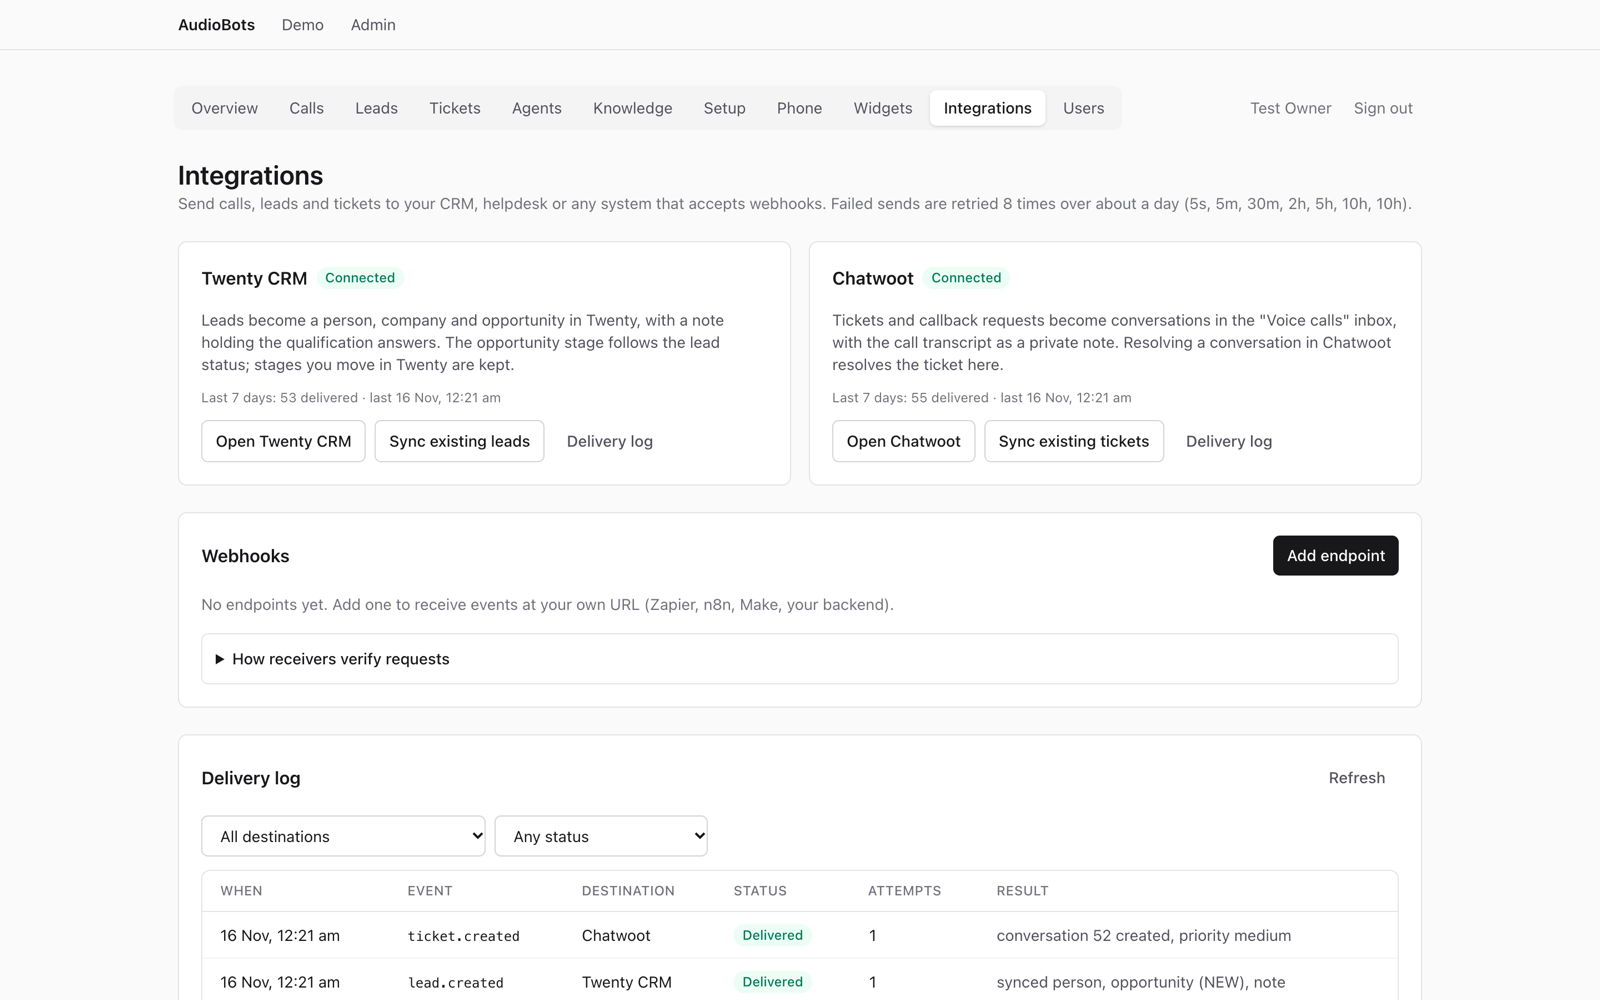 AudioBots Demo Admin
Overview Calls Leads Tickets Agents Knowledge Setup Phone Widgets Integrations Users Test Owner Sign out
Integrations
Send calls, leads and tickets to your CRM, helpdesk or any system that accepts webhooks. Failed sends are retried 8 times over about a day (5s, 5m, 30m, 2h, 5h, 10h, 10h).
Twenty CRM Connected
Leads become a person, company and opportunity in Twenty, with a note
holding the qualification answers. The opportunity stage follows the lead
status; stages you move in Twenty are kept.
Last 7 days: 53 delivered · last 16 Nov, 12:21 am
Open Twenty CRM Sync existing leads Delivery log
Chatwoot Connected
Tickets and callback requests become conversations in the "Voice calls" inbox,
with the call transcript as a private note. Resolving a conversation in Chatwoot
resolves the ticket here.
Last 7 days: 55 delivered · last 16 Nov, 12:21 am
Open Chatwoot Sync existing tickets Delivery log
Webhooks Add endpoint
No endpoints yet. Add one to receive events at your own URL (Zapier, n8n, Make, your backend).
▶ How receivers verify requests
Delivery log Refresh
All destinations Any status
WHEN EVENT DESTINATION STATUS ATTEMPTS RESULT
16 Nov, 12:21 am ticket.created Chatwoot Delivered 1 conversation 52 created, priority medium
16 Nov, 12:21 am lead.created Twenty CRM Delivered 1 synced person, opportunity (NEW), note